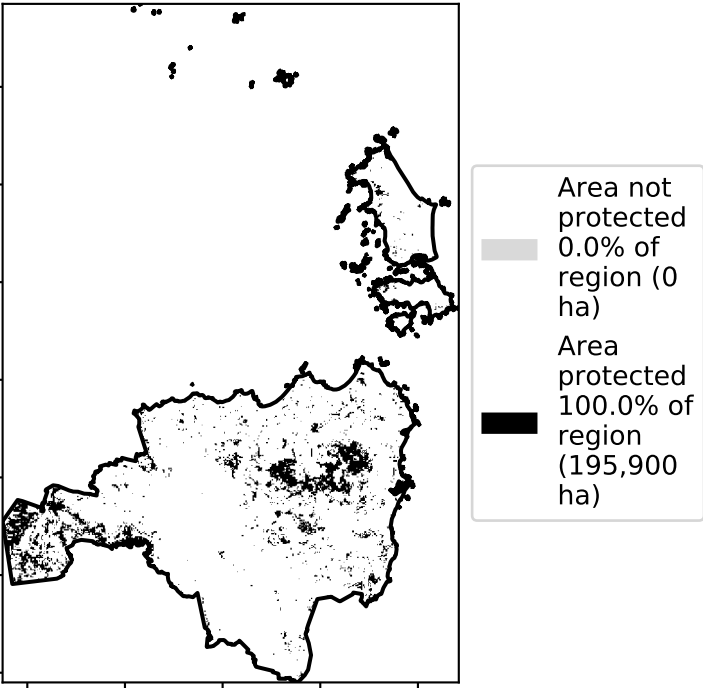 Area not
protected
0.0% of
region (0
ha)
Area
protected
100.0% of
region
(195,900
ha)